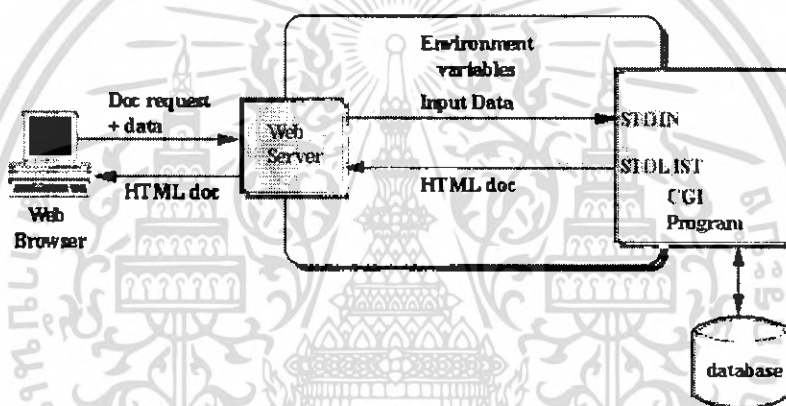 Environment
variables
Doc request
+ data
Input Data
Web
Server
STDIN
STDLIST
HTML doc
HTML doc
CGI
Program
Web
Browser
database